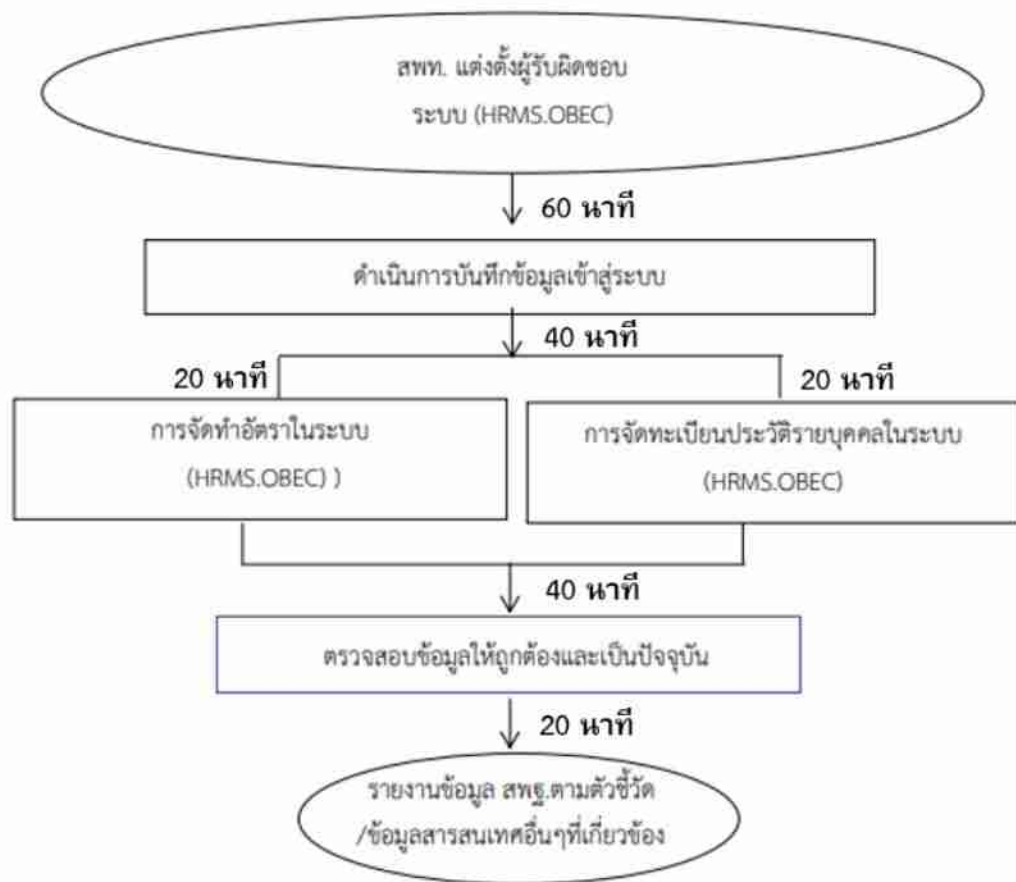 สพท. แต่งตั้งผู้รับผิดชอบ
ระบบ (HRMS.OBEC)
60 นาที
ดำเนินการบันทึกข้อมูลเข้าสู่ระบบ
40 นาที
20 นาที
20 นาที
การจัดทำอัตราในระบบ
(HRMS.OBEC) )
การจัดทะเบียนประวัติรายบุคคลในระบบ
(HRMS.OBEC)
40 นาที
ตรวจสอบข้อมูลให้ถูกต้องและเป็นปัจจุบัน
20 นาที
รายงานข้อมูล สพฐ.ตามตัวชี้วัด
/ข้อมูลสารสนเทศอื่นๆที่เกี่ยวข้อง